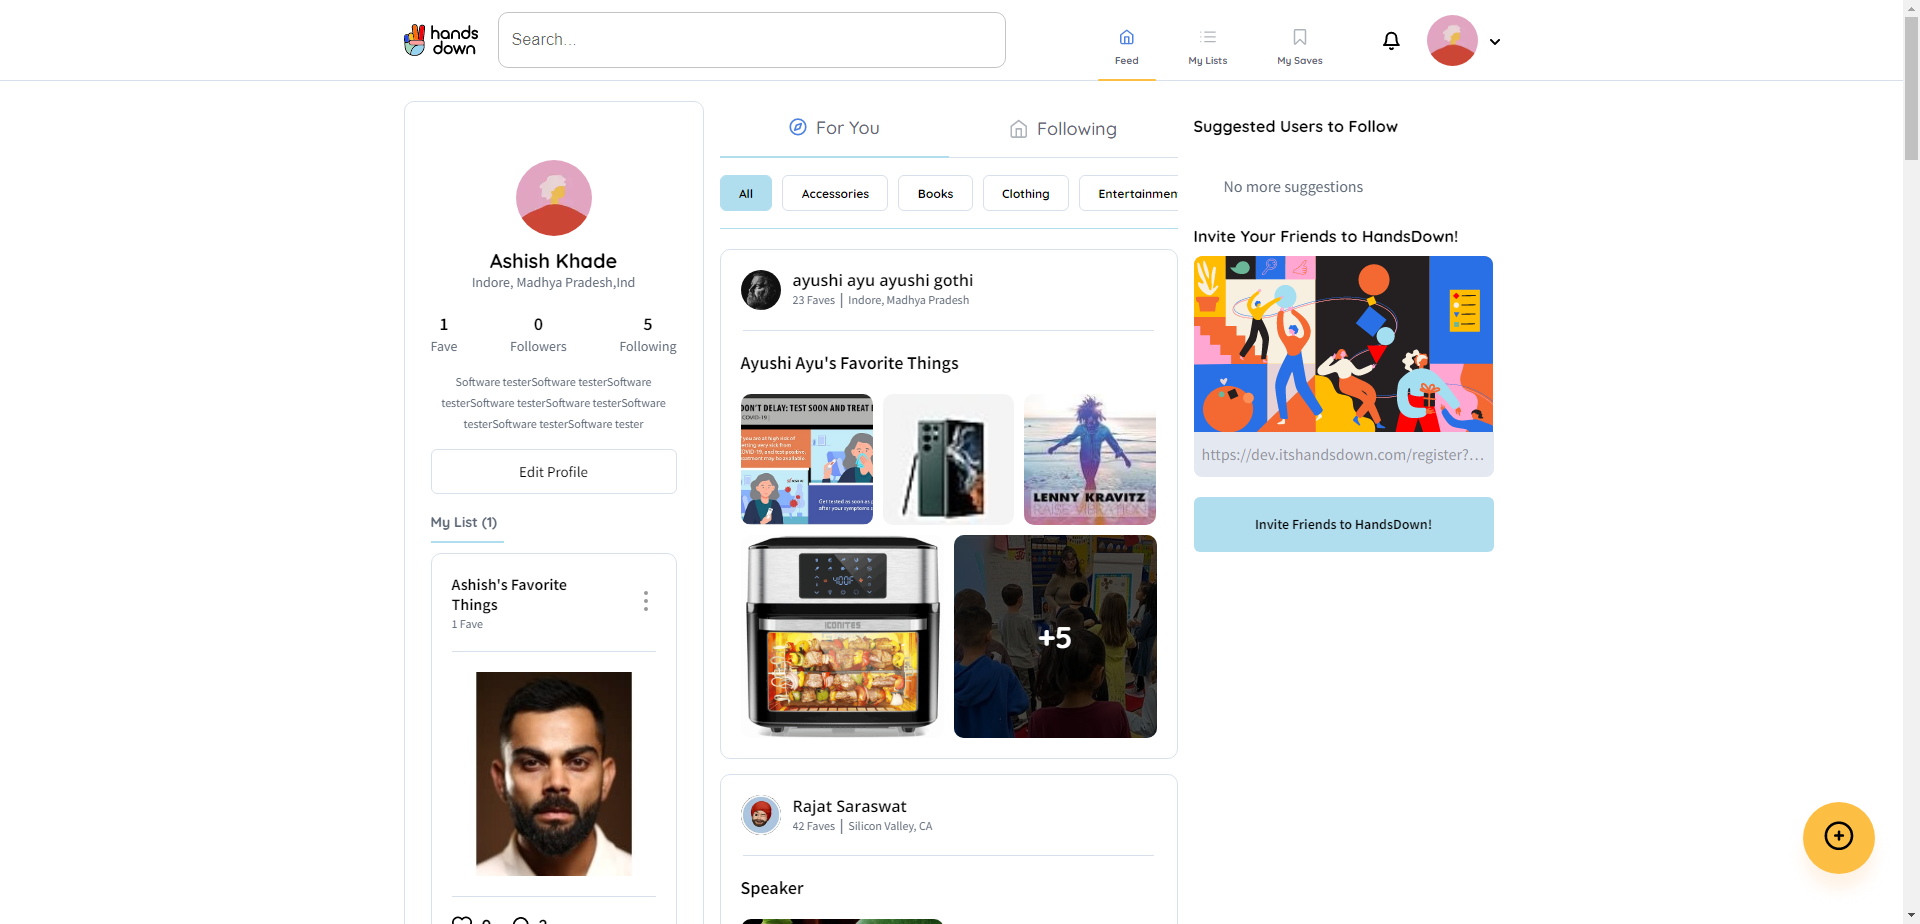 hands
down
Search...
Feed
My Lists
My Saves
Ashish Khade
Indore, Madhya Pradesh,Ind
1
Fave
0
Followers
5
Following
Software testerSoftware testerSoftware
testerSoftware testerSoftware testerSoftware
testerSoftware testerSoftware tester
Edit Profile
My List (1)
Ashish's Favorite
Things
1 Fave
For You
Following
All
Accessories
Books
Clothing
Entertainmen
ayushi ayu ayushi gothi
23 Faves | Indore, Madhya Pradesh
Ayushi Ayu's Favorite Things
DON'T DELAY: TEST SOON AND TREAT
COVID-19
LENNY KRAVITZ
RAISE VIBRATION
400F
ICONITES
+5
Rajat Saraswat
42 Faves | Silicon Valley, CA
Speaker
Suggested Users to Follow
No more suggestions
Invite Your Friends to HandsDown!
https://dev.itshandsdown.com/register?...
Invite Friends to HandsDown!